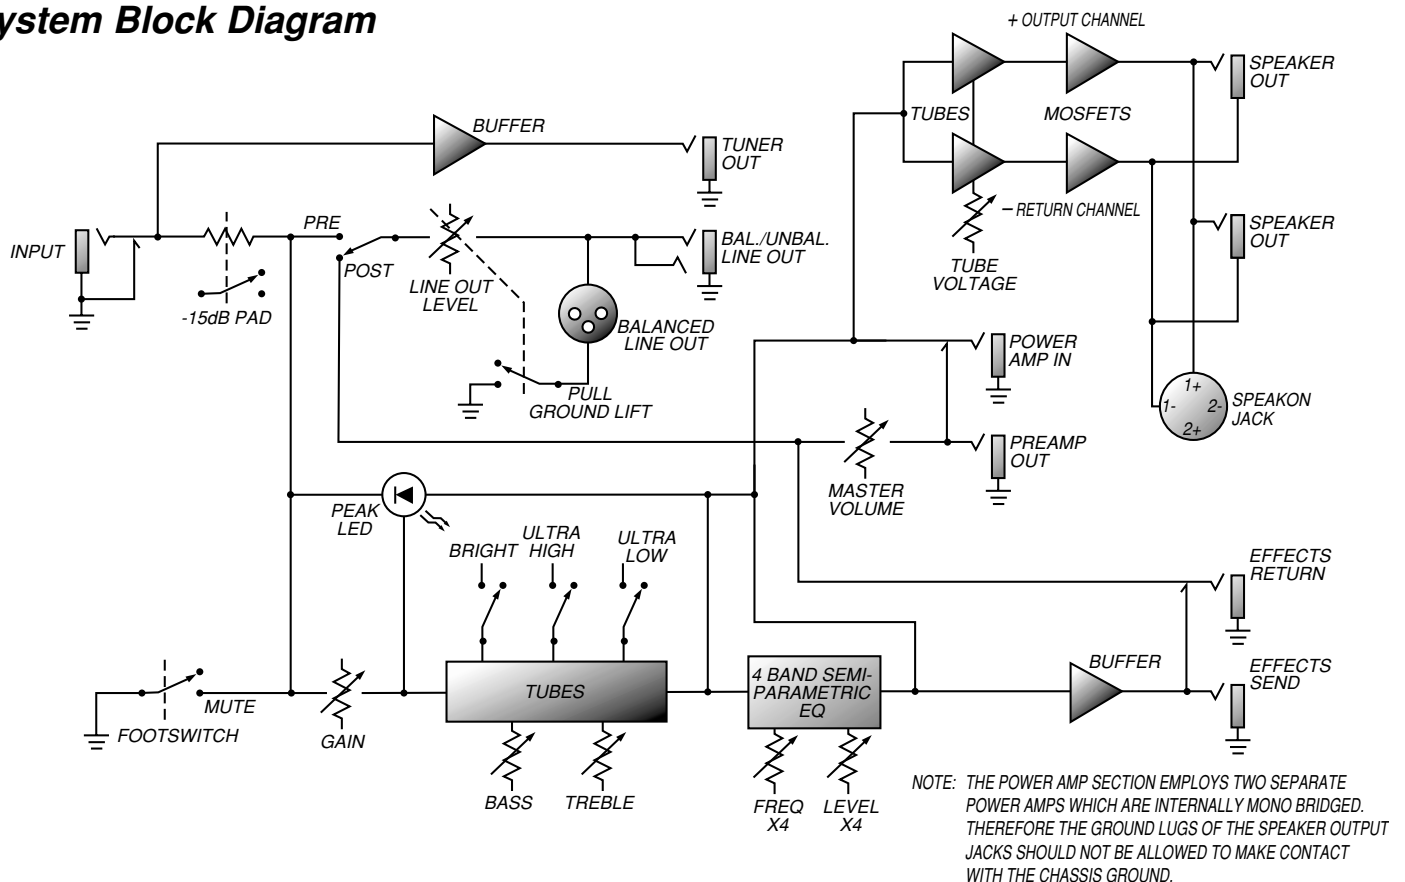 ystem Block Diagram
+ OUTPUT CHANNEL
SPEAKER
OUT
TUBES
MOSFETS
BUFFER
TUNER
OUT
PRE
INPUT
POST
-15dB PAD
LINE OUT
LEVEL
BAL./UNBAL.
LINE OUT
BALANCED
LINE OUT
PULL
GROUND LIFT
– RETURN CHANNEL
SPEAKER
OUT
TUBE
VOLTAGE
POWER
AMP IN
1+
1-
2-
2+
SPEAKON
JACK
PREAMP
OUT
MASTER
VOLUME
PEAK
LED
BRIGHT
ULTRA
HIGH
ULTRA
LOW
EFFECTS
RETURN
MUTE
FOOTSWITCH
GAIN
TUBES
BASS
TREBLE
4 BAND SEMI-
PARAMETRIC
EQ
FREQ
X4
LEVEL
X4
BUFFER
EFFECTS
SEND
NOTE: THE POWER AMP SECTION EMPLOYS TWO SEPARATE
POWER AMPS WHICH ARE INTERNALLY MONO BRIDGED.
THEREFORE THE GROUND LUGS OF THE SPEAKER OUTPUT
JACKS SHOULD NOT BE ALLOWED TO MAKE CONTACT
WITH THE CHASSIS GROUND.